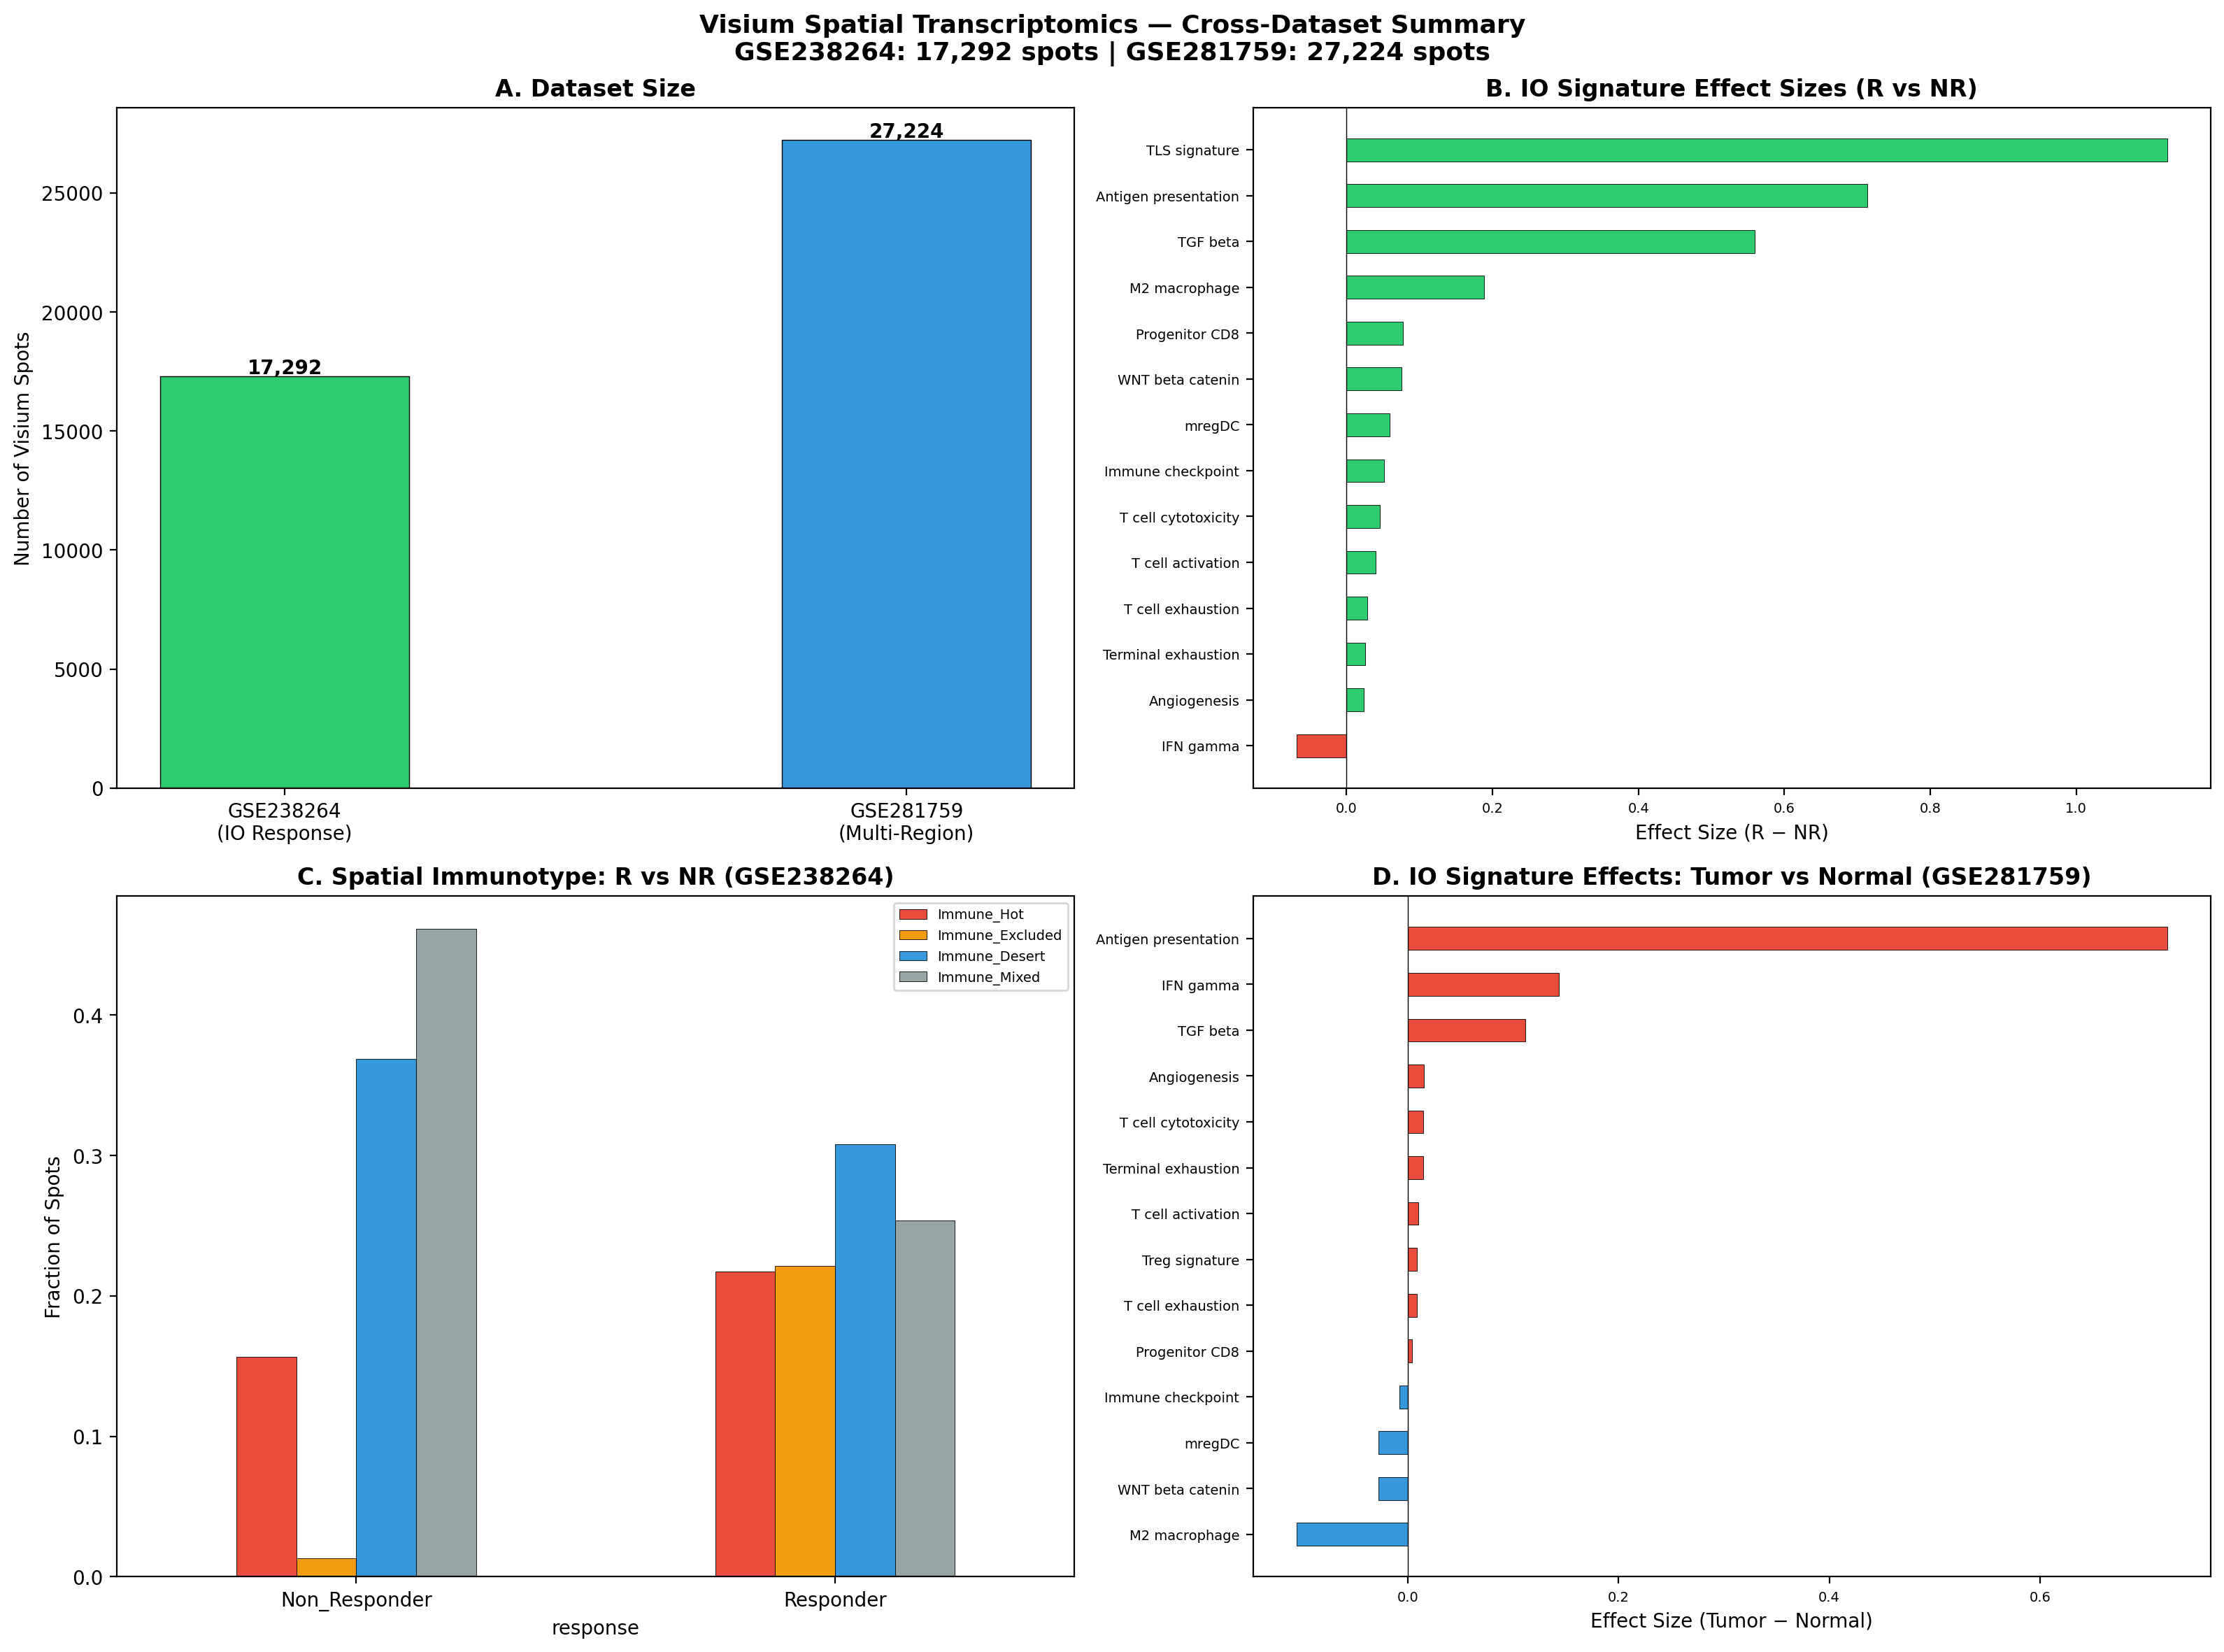 Visium Spatial Transcriptomics — Cross-Dataset Summary
GSE238264: 17,292 spots | GSE281759: 27,224 spots
A. Dataset Size
Number of Visium Spots
25000
20000
15000
10000
5000
0
17,292
27,224
GSE238264
(IO Response)
GSE281759
(Multi-Region)
B. IO Signature Effect Sizes (R vs NR)
TLS signature
Antigen presentation
TGF beta
M2 macrophage
Progenitor CD8
WNT beta catenin
mregDC
Immune checkpoint
T cell cytotoxicity
T cell activation
T cell exhaustion
Terminal exhaustion
Angiogenesis
IFN gamma
0.0 0.2 0.4 0.6 0.8 1.0
Effect Size (R − NR)
C. Spatial Immunotype: R vs NR (GSE238264)
Immune_Hot
Immune_Excluded
Immune_Desert
Immune_Mixed
Fraction of Spots
0.4
0.3
0.2
0.1
0.0
Non_Responder Responder
response
D. IO Signature Effects: Tumor vs Normal (GSE281759)
Antigen presentation
IFN gamma
TGF beta
Angiogenesis
T cell cytotoxicity
Terminal exhaustion
T cell activation
Treg signature
T cell exhaustion
Progenitor CD8
Immune checkpoint
mregDC
WNT beta catenin
M2 macrophage
0.0 0.2 0.4 0.6
Effect Size (Tumor − Normal)